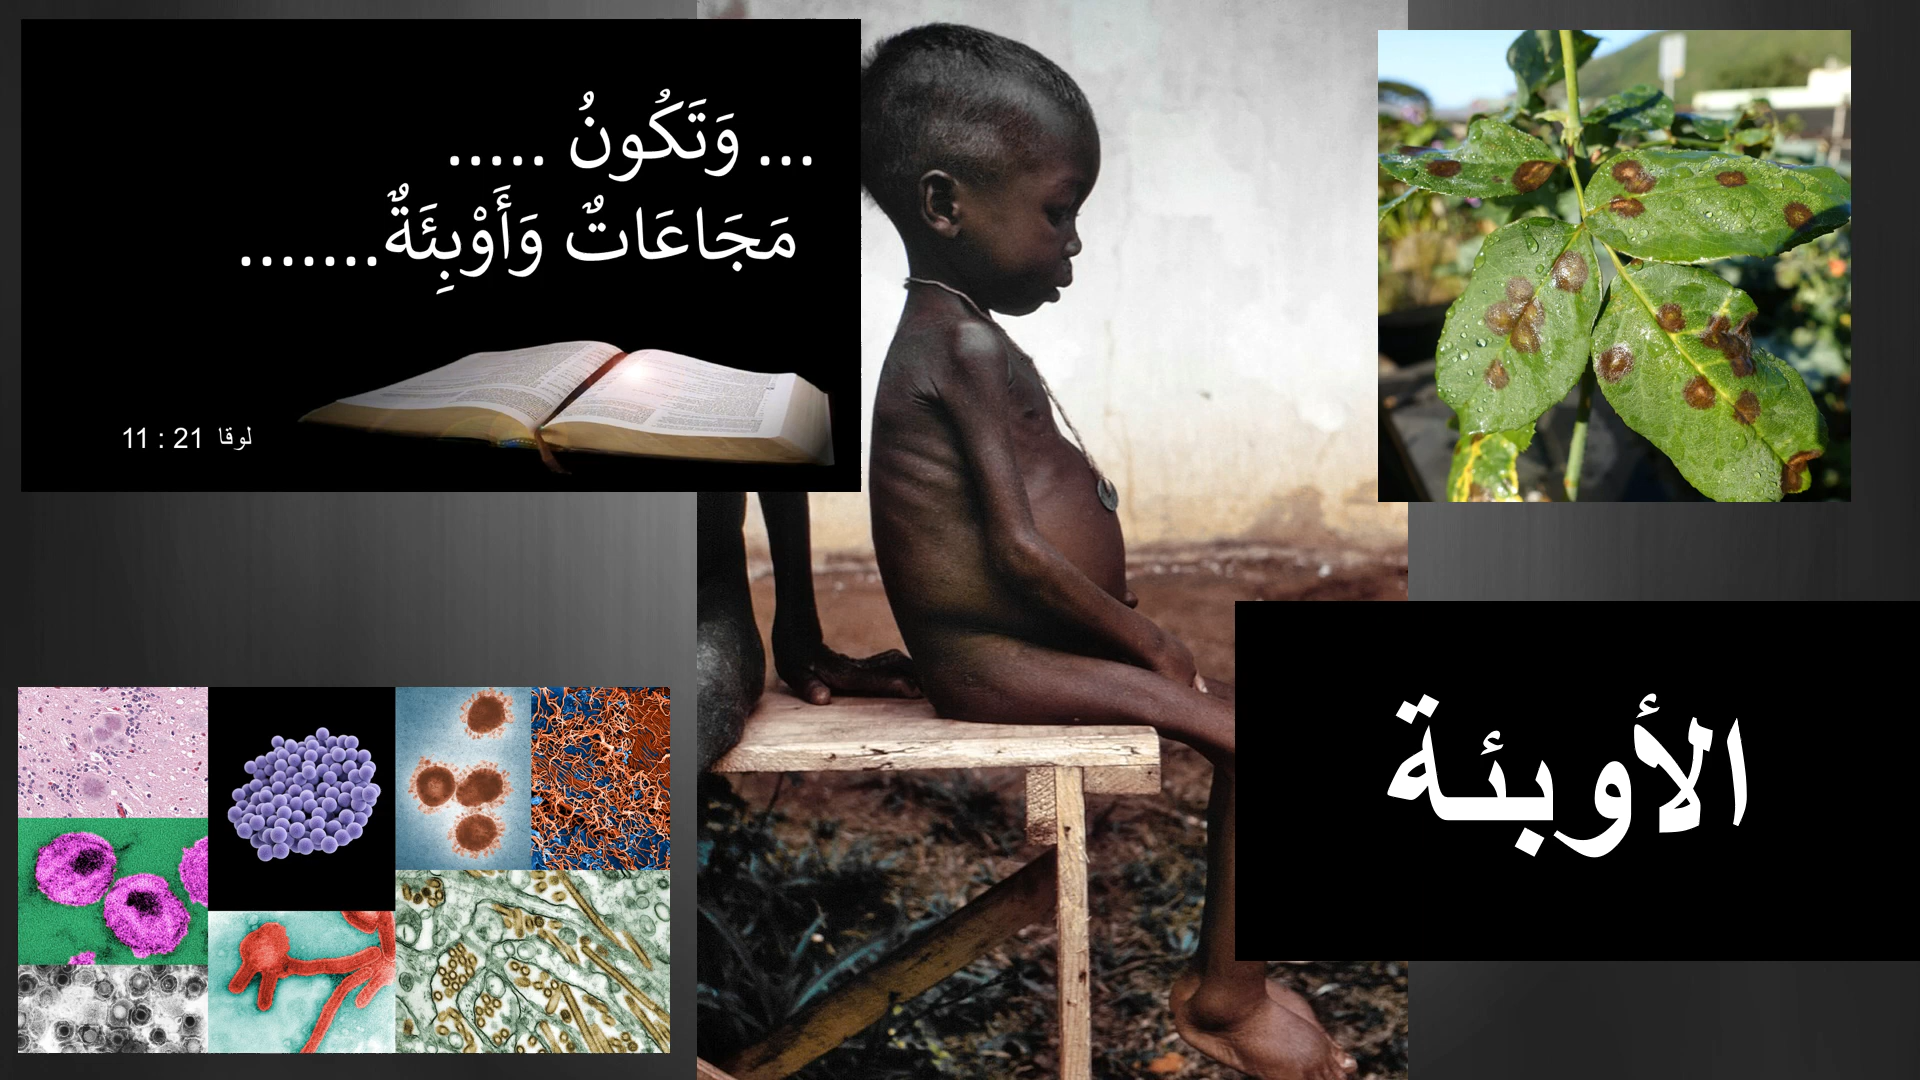 ... وَتَكُونُ .....
مَجَاعَاتٌ وَأَوْبِئَةٌ.......
لوقا 21 : 11
الأوبئة